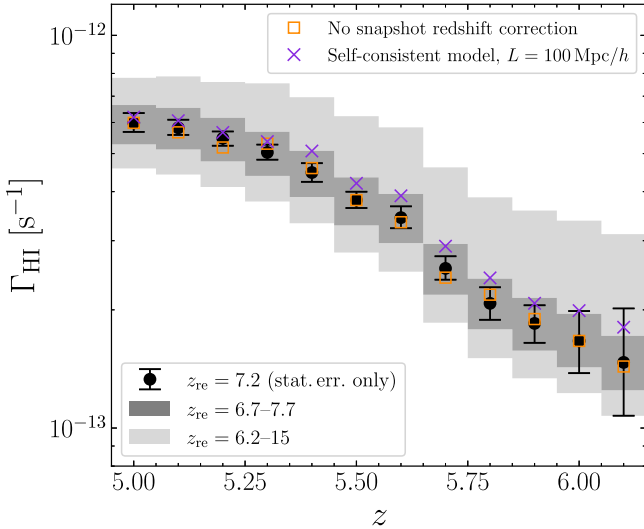 10⁻¹²
No snapshot redshift correction
Self-consistent model, L = 100 Mpc/h
Γ_HI [s⁻¹]
z_re = 7.2 (stat. err. only)
z_re = 6.7–7.7
z_re = 6.2–15
10⁻¹³
5.00 5.25 5.50 5.75 6.00
z